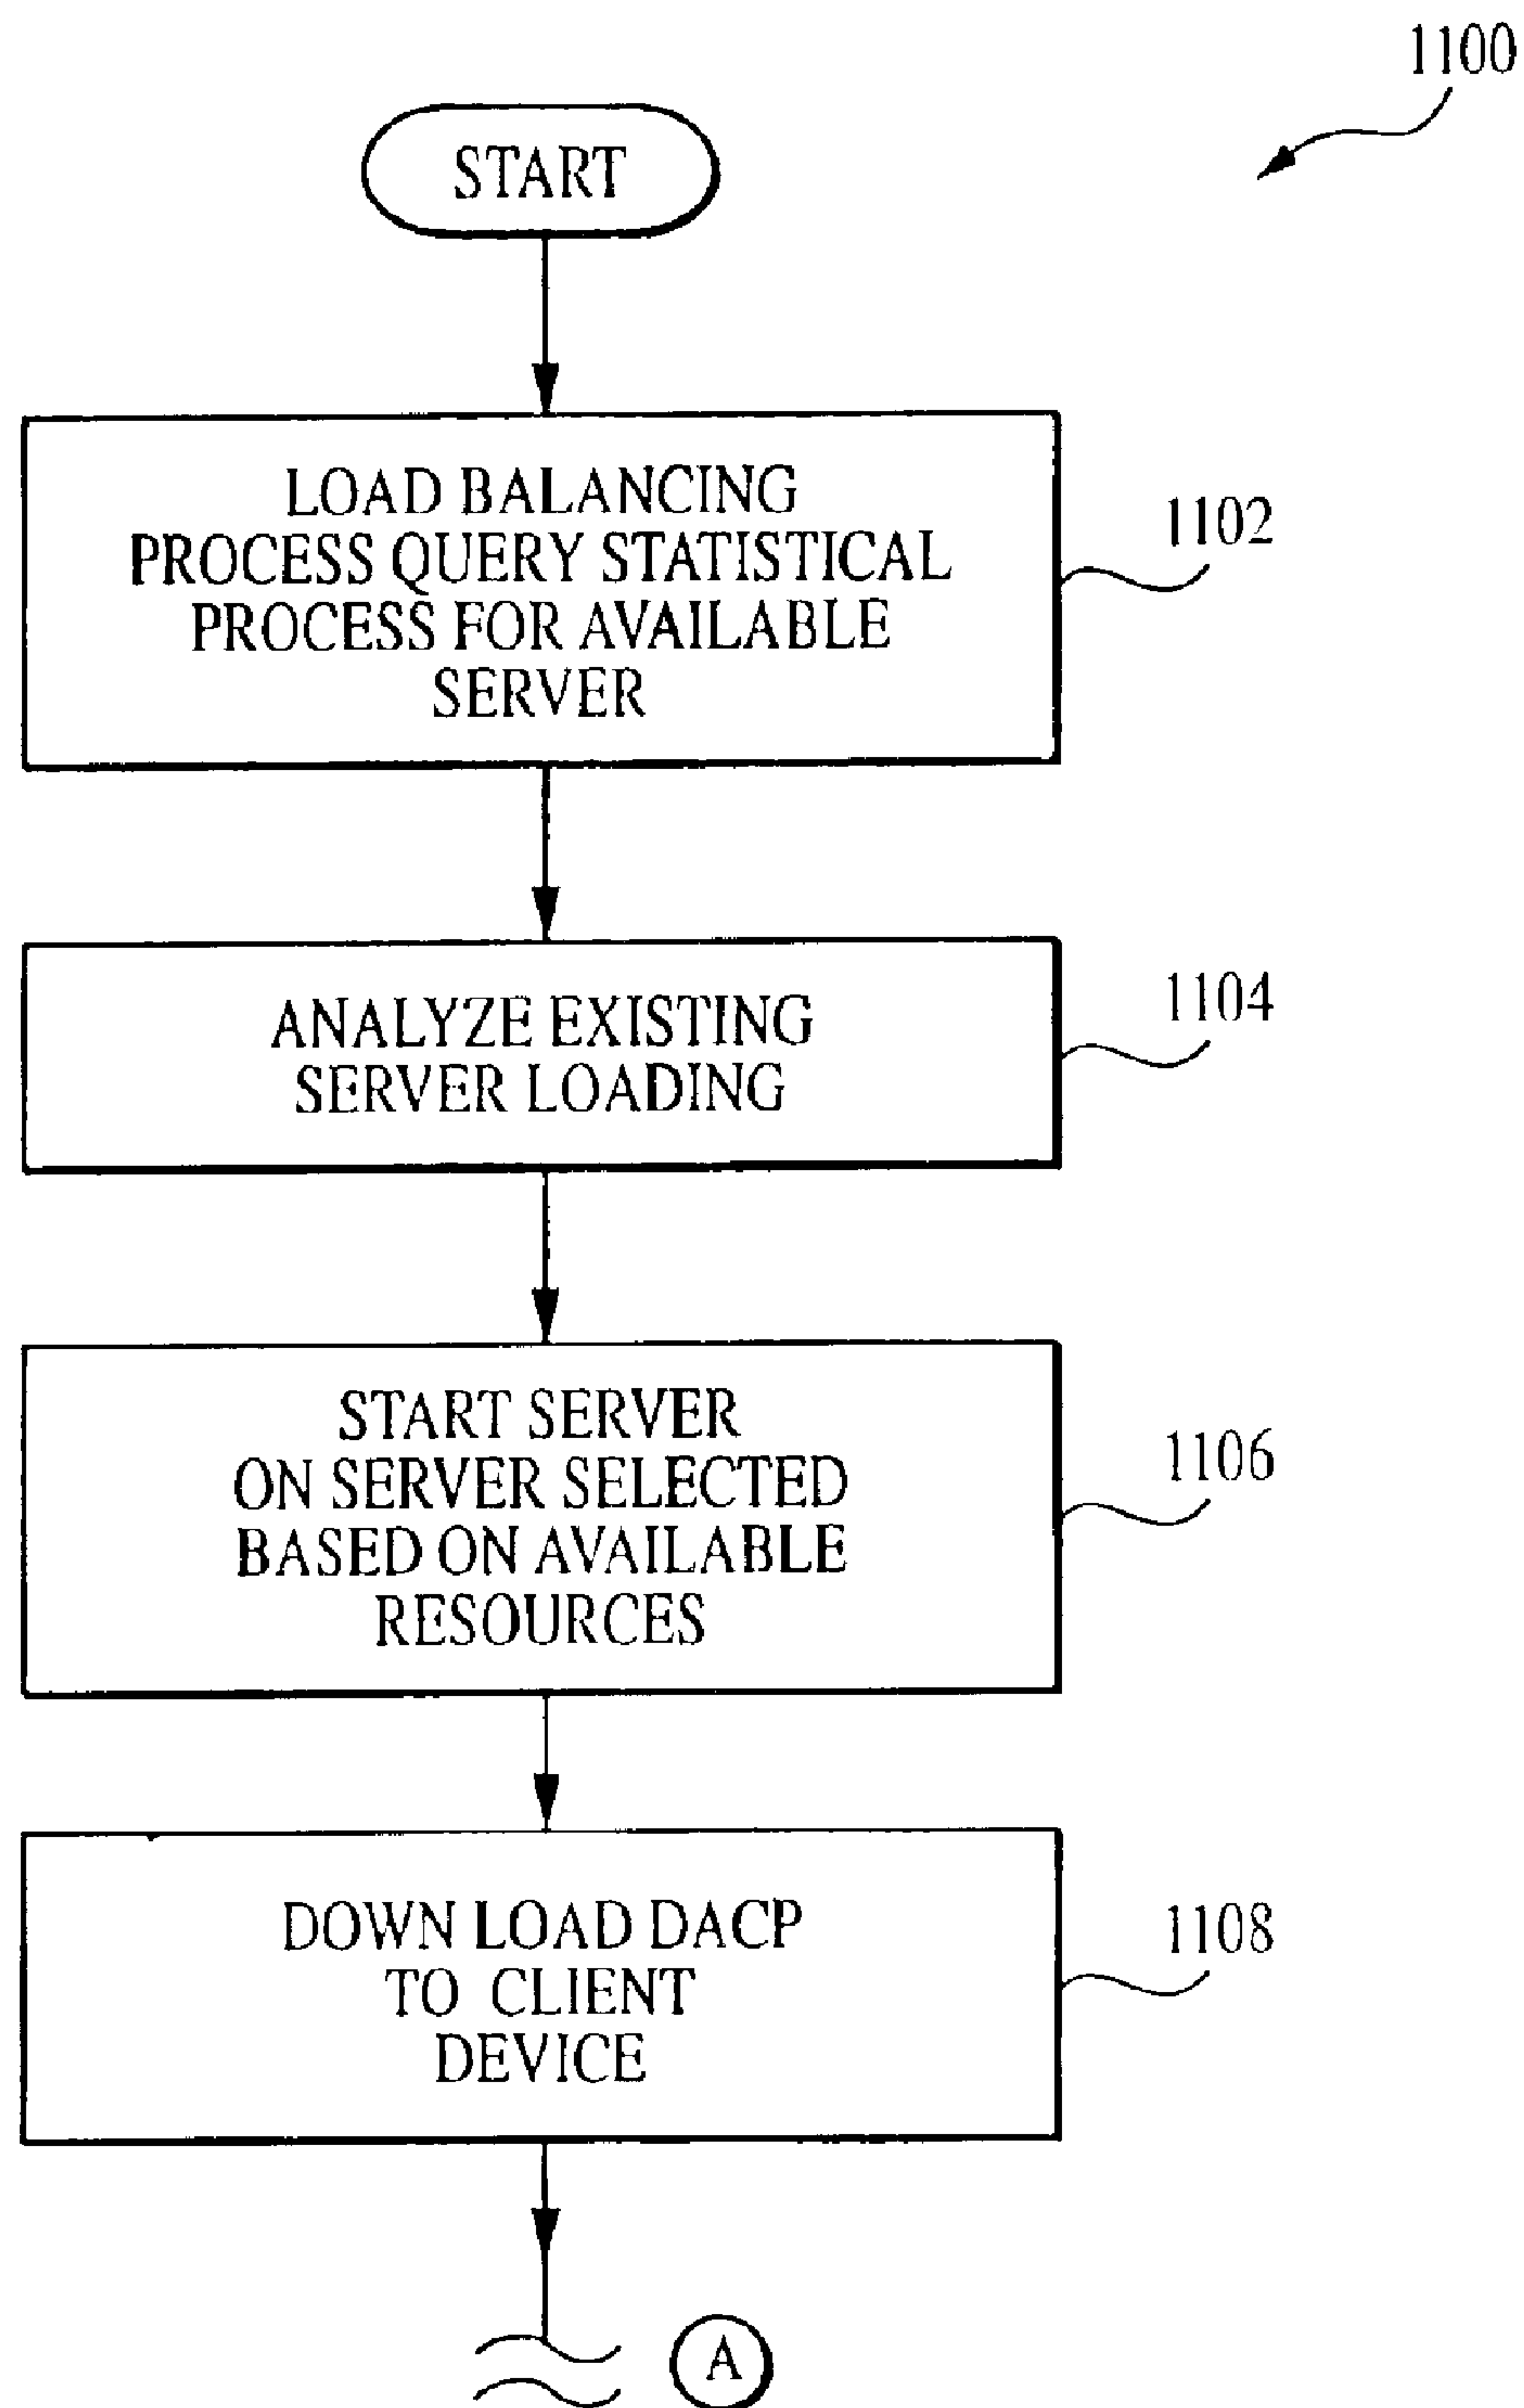 1100
START
LOAD BALANCING
PROCESS QUERY STATISTICAL
PROCESS FOR AVAILABLE
SERVER
1102
ANALYZE EXISTING
SERVER LOADING
1104
START SERVER
ON SERVER SELECTED
BASED ON AVAILABLE
RESOURCES
1106
DOWN LOAD DACP
TO CLIENT
DEVICE
1108
A